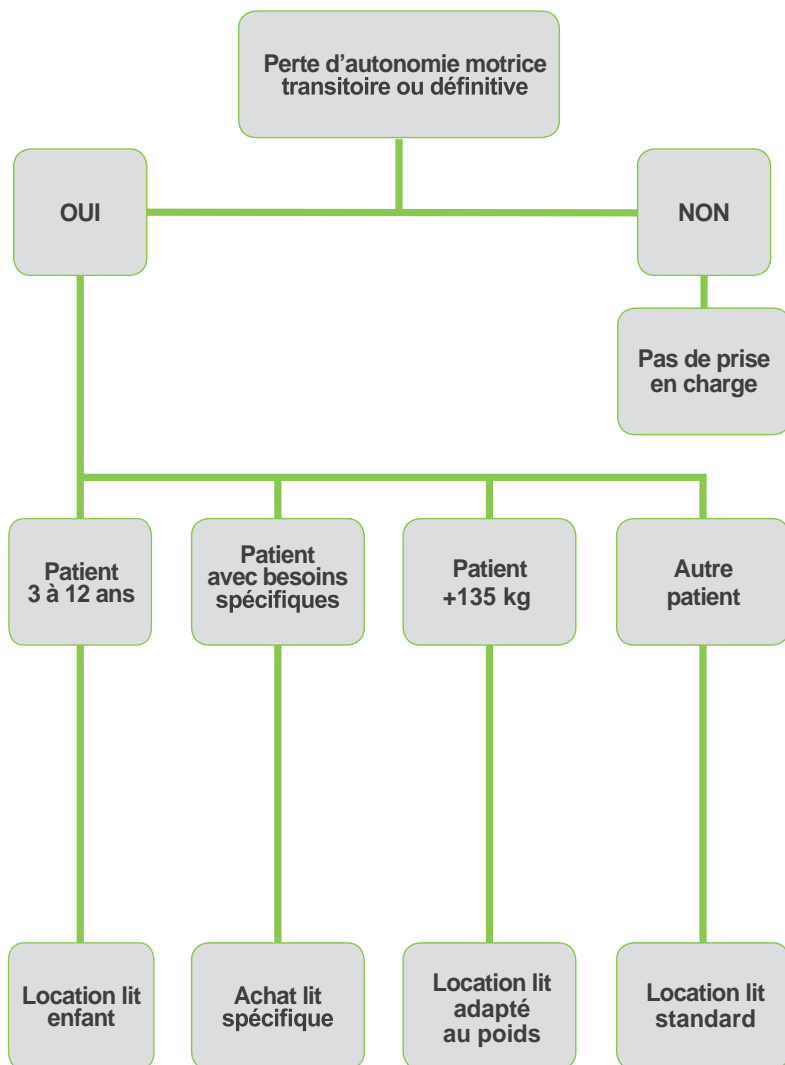 Perte d’autonomie motrice
transitoire ou définitive
OUI
NON
Pas de prise
en charge
Patient
3 à 12 ans
Patient
avec besoins
spécifiques
Patient
+135 kg
Autre
patient
Location lit
enfant
Achat lit
spécifique
Location lit
adapté
au poids
Location lit
standard